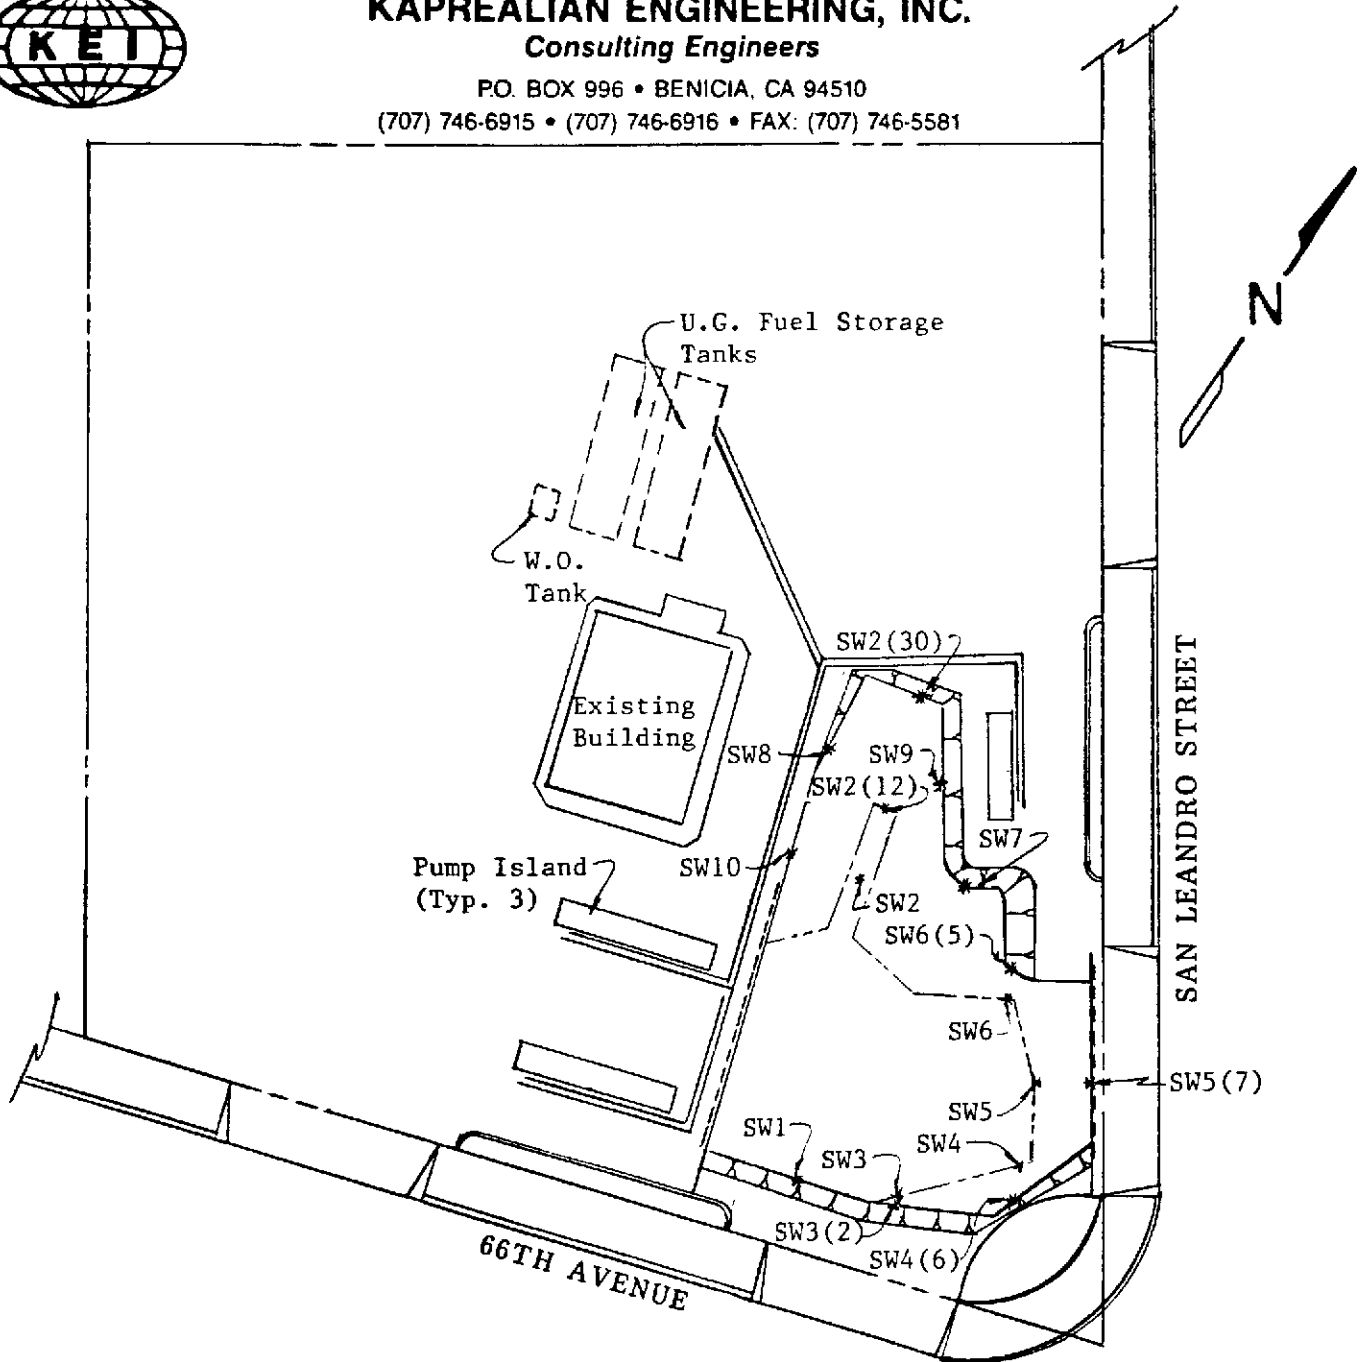 KAPREALIAN ENGINEERING, INC.
KEI
Consulting Engineers
P.O. BOX 996 • BENICIA, CA 94510
(707) 746-6915 • (707) 746-6916 • FAX: (707) 746-5581
N
U.G. Fuel Storage
Tanks
W.O.
Tank
SW2(30)
Existing
Building
SW8
SW9
SW2(12)
SW7
Pump Island
(Typ. 3)
SW10
SW2
SW6(5)
SAN LEANDRO STREET
SW6
SW5(7)
SW5
SW1
SW4
SW3
SW3(2)
SW4(6)
66TH AVENUE